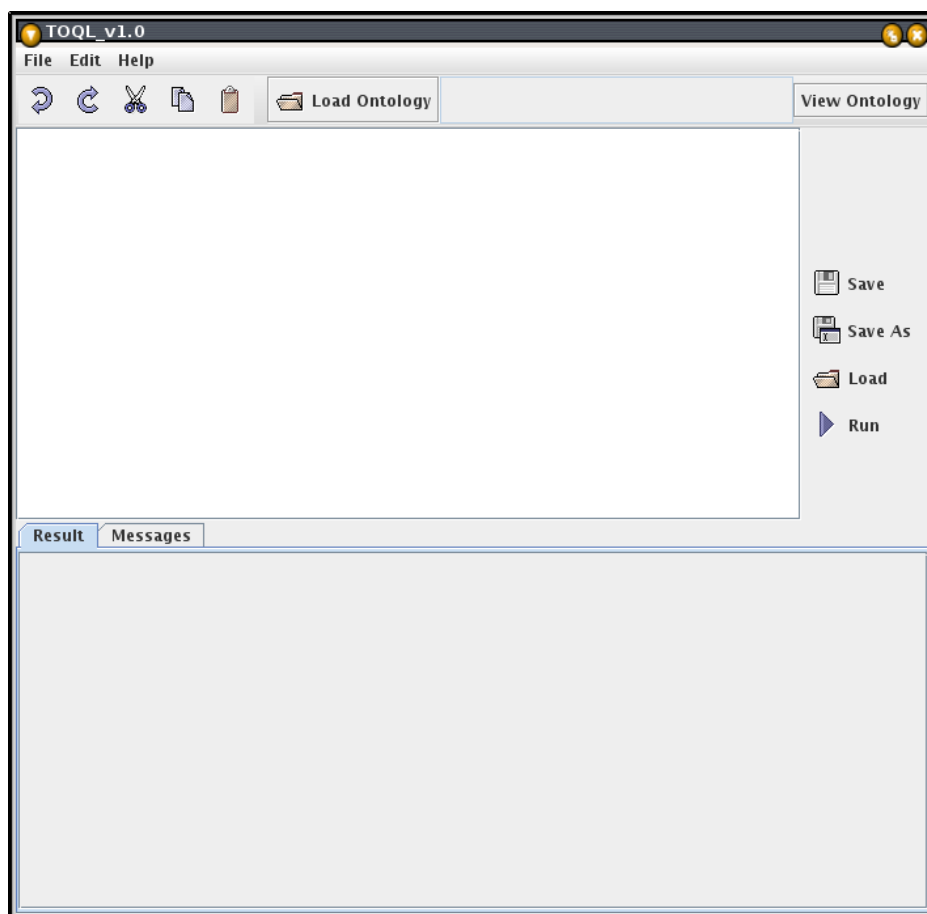 TOQL_v1.0
File Edit Help
Load Ontology View Ontology
Save
Save As
Load
Run
Result Messages